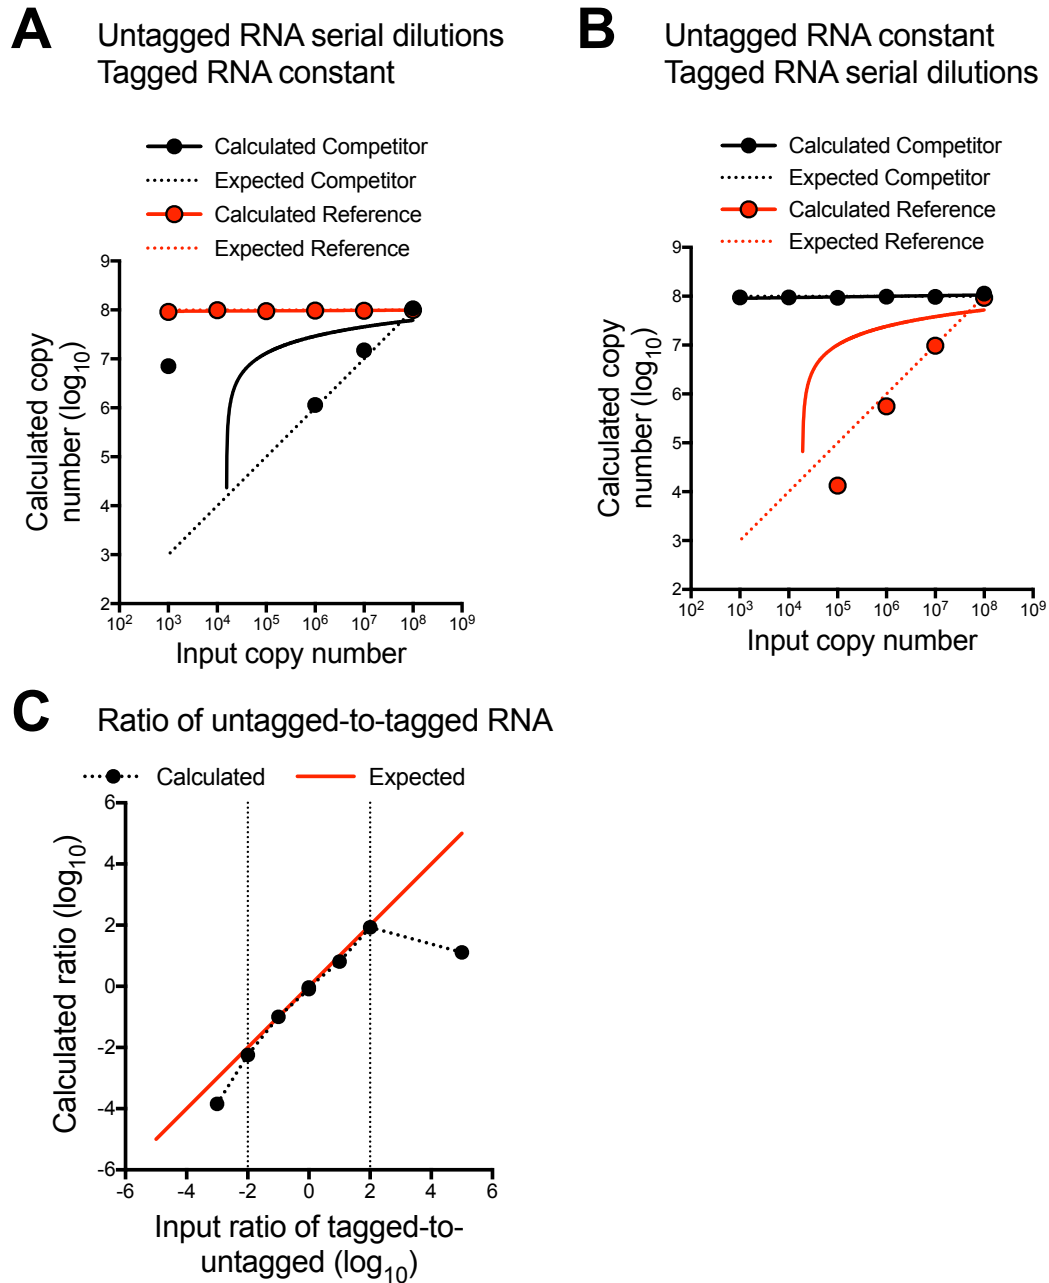 A
Untagged RNA serial dilutions
Tagged RNA constant
Calculated Competitor
Expected Competitor
Calculated Reference
Expected Reference
9
8
7
6
5
4
3
2
Calculated copy
number (log10)
10^2 10^3 10^4 10^5 10^6 10^7 10^8 10^9
Input copy number
B
Untagged RNA constant
Tagged RNA serial dilutions
Calculated Competitor
Expected Competitor
Calculated Reference
Expected Reference
9
8
7
6
5
4
3
2
Calculated copy
number (log10)
10^2 10^3 10^4 10^5 10^6 10^7 10^8 10^9
Input copy number
C
Ratio of untagged-to-tagged RNA
Calculated Expected
6
4
2
0
-2
-4
-6
Calculated ratio (log10)
-6 -4 -2 0 2 4 6
Input ratio of tagged-to-
untagged (log10)